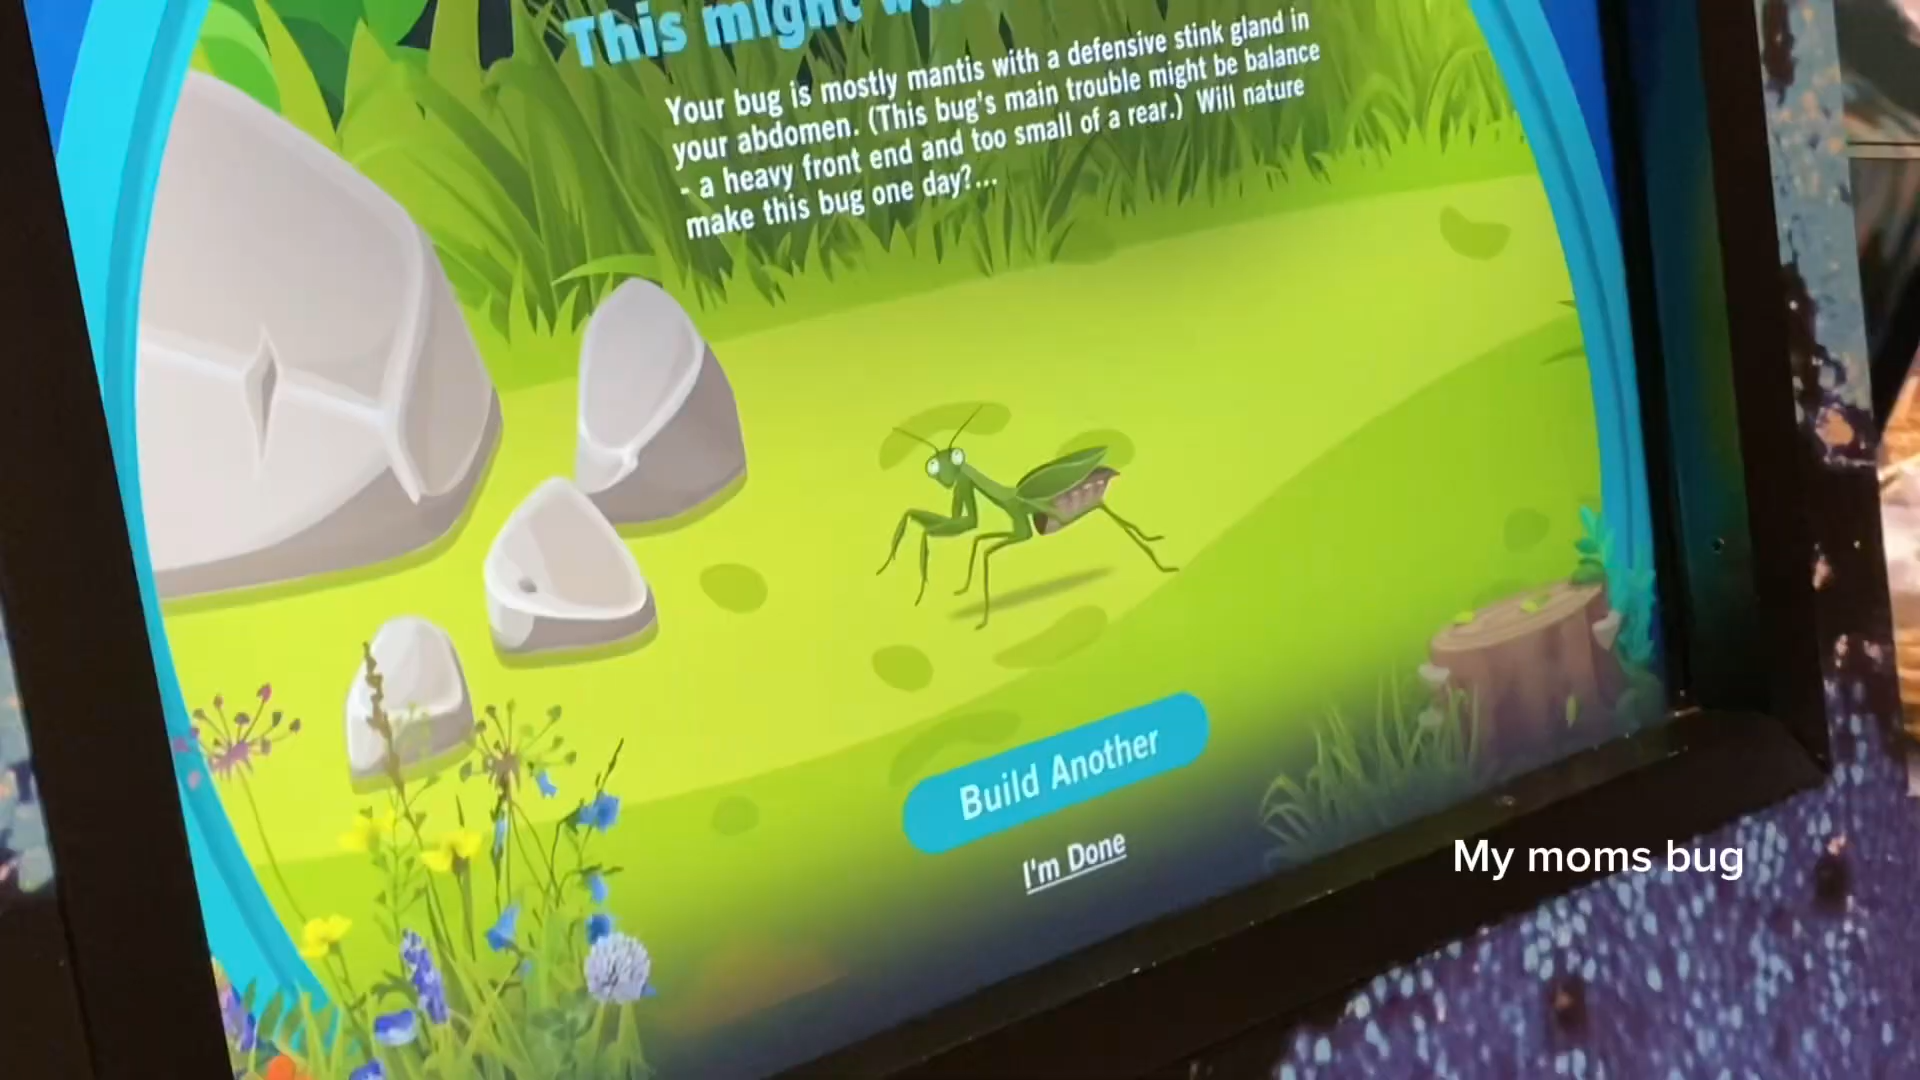 This might
Your bug is mostly mantis with a defensive stink gland in
your abdomen. (This bug's main trouble might be balance
- a heavy front end and too small of a rear.) Will nature
make this bug one day?...
Build Another
I'm Done
My moms bug